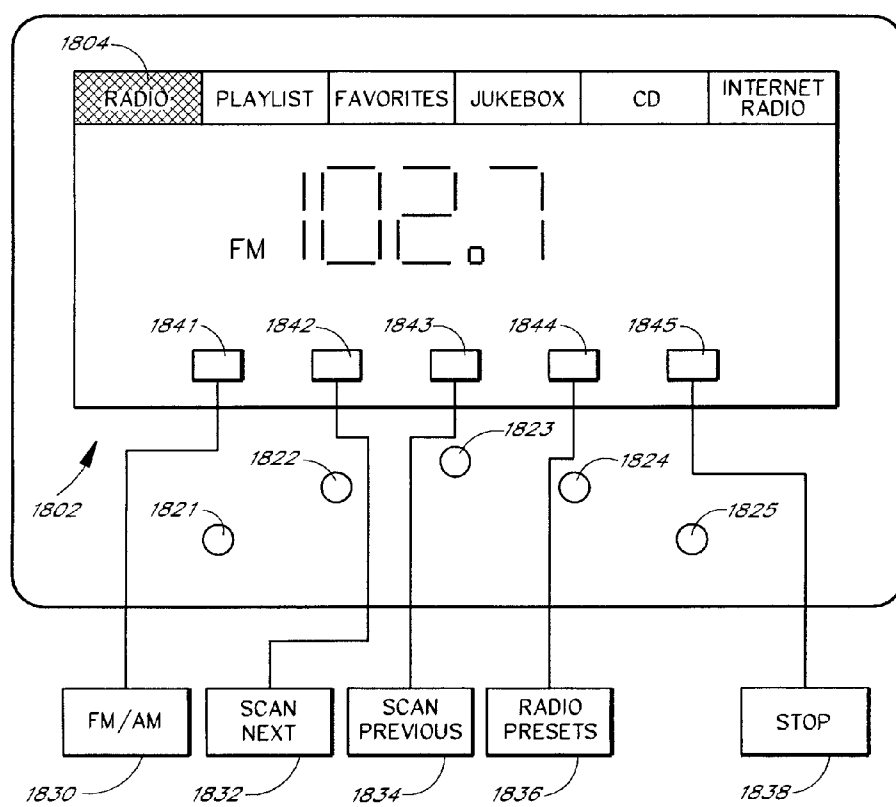 1804
RADIO PLAYLIST FAVORITES JUKEBOX CD INTERNET RADIO
FM 102.7
1841 1842 1843 1844 1845
1823
1822 1824
1802 1821 1825
FM/AM SCAN NEXT SCAN PREVIOUS RADIO PRESETS STOP
1830 1832 1834 1836 1838